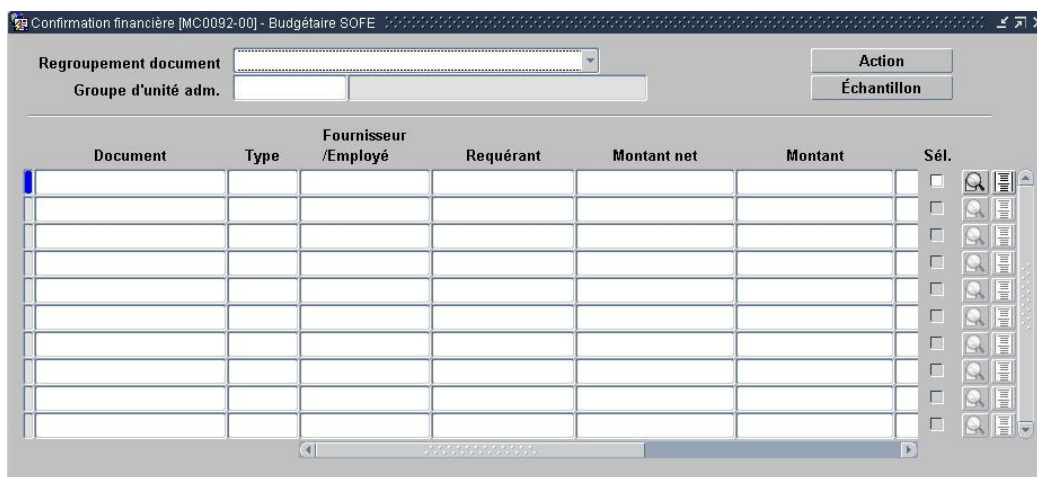 Confirmation financière [MC0092-00] - Budgétaire SOFE
Regroupement document
Action
Groupe d'unité adm.
Échantillon
Document Type Fournisseur /Employé Requérant Montant net Montant Sél.